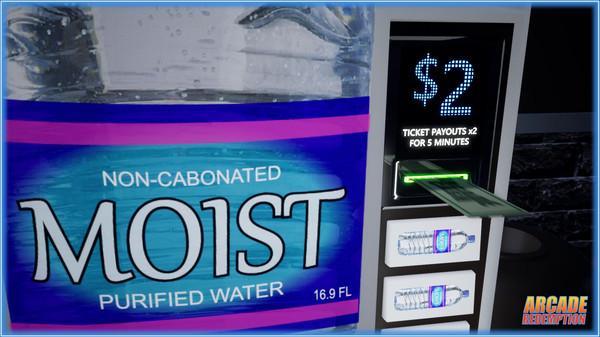 NON-CABONATED
MOIST
PURIFIED WATER
16.9 FL
$2
TICKET PAYOUTS x2
FOR 5 MINUTES
ARCADE
REDEMPTION